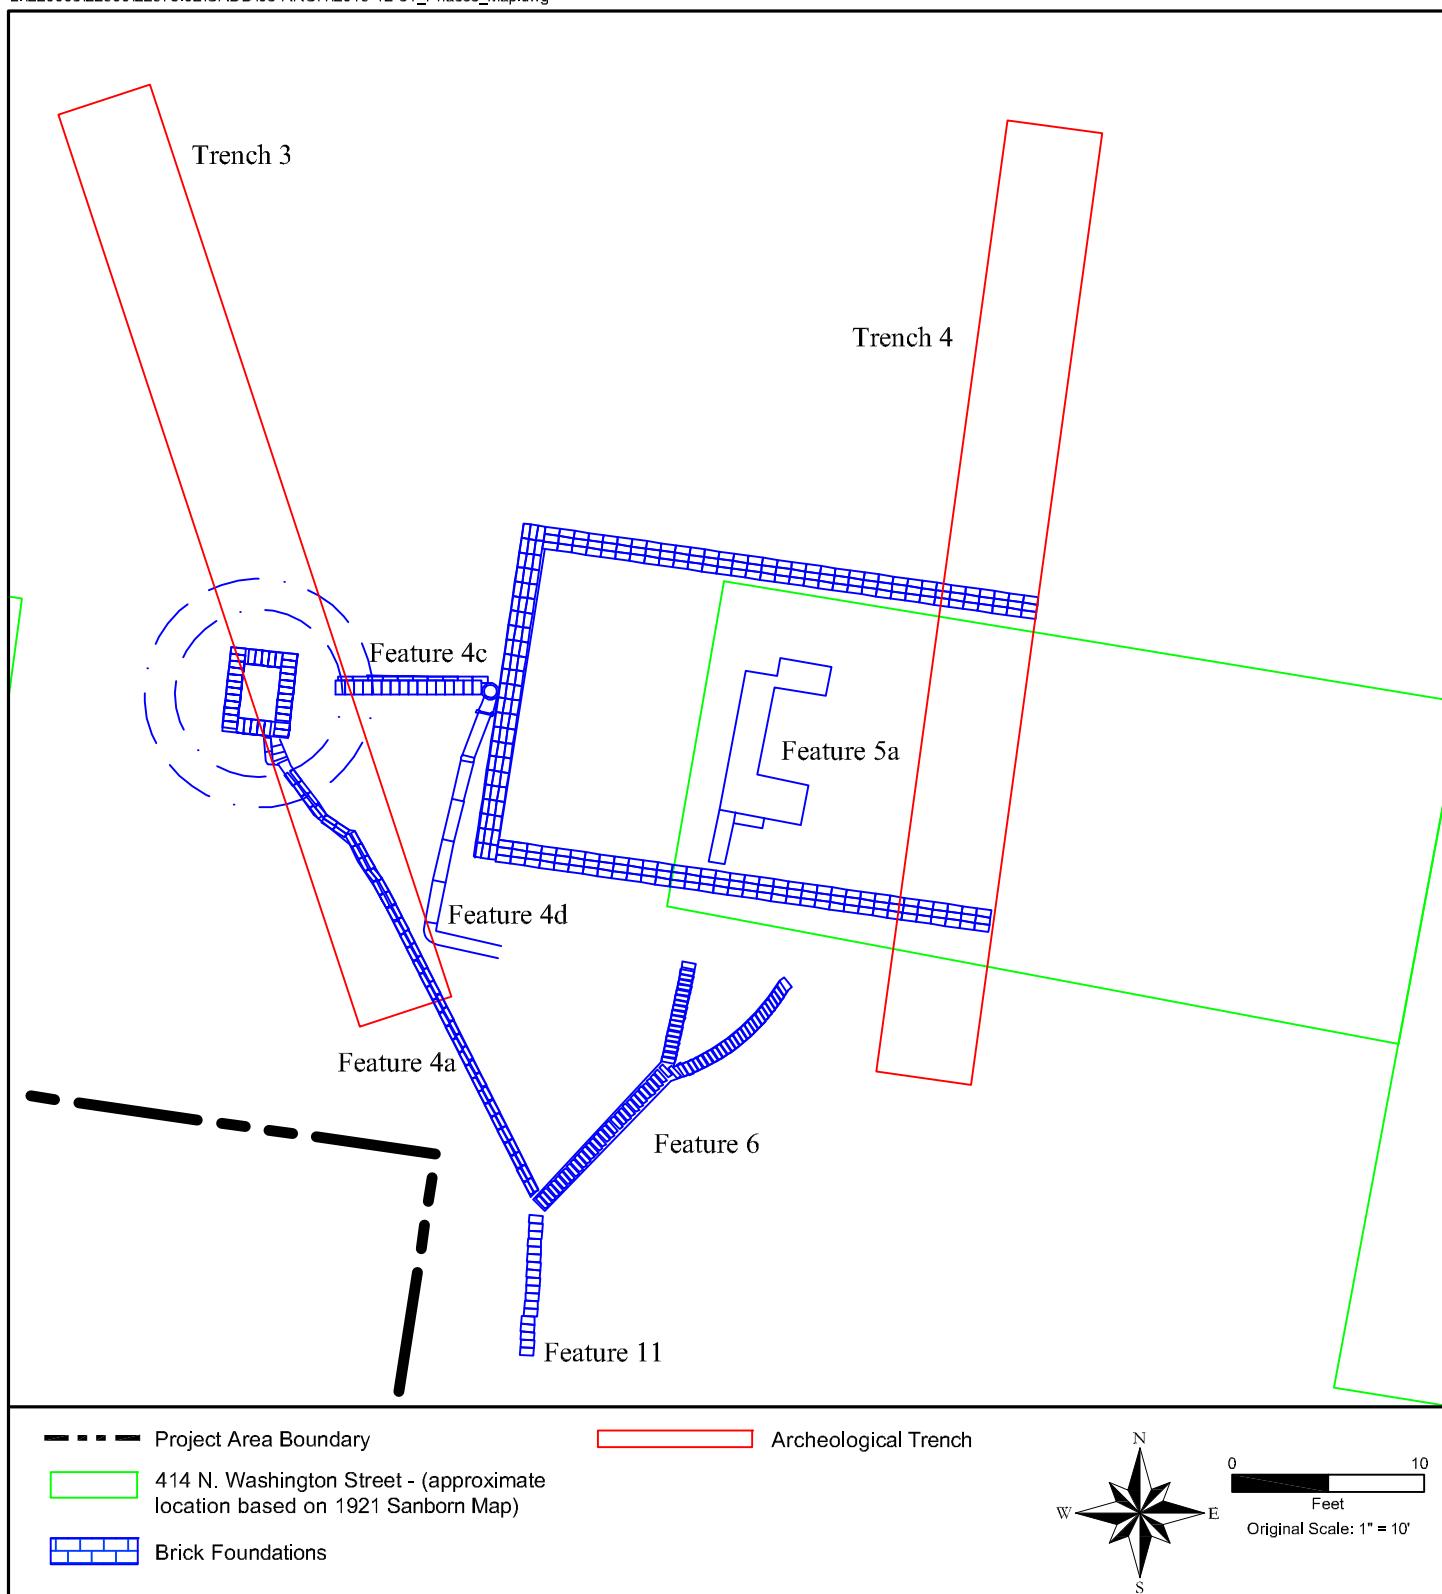 Trench 3
Trench 4
Feature 4c
Feature 5a
Feature 4d
Feature 4a
Feature 6
Feature 11
Project Area Boundary
414 N. Washington Street - (approximate
location based on 1921 Sanborn Map)
Brick Foundations
Archeological Trench
N
W
E
S
0 10
Feet
Original Scale: 1" = 10'